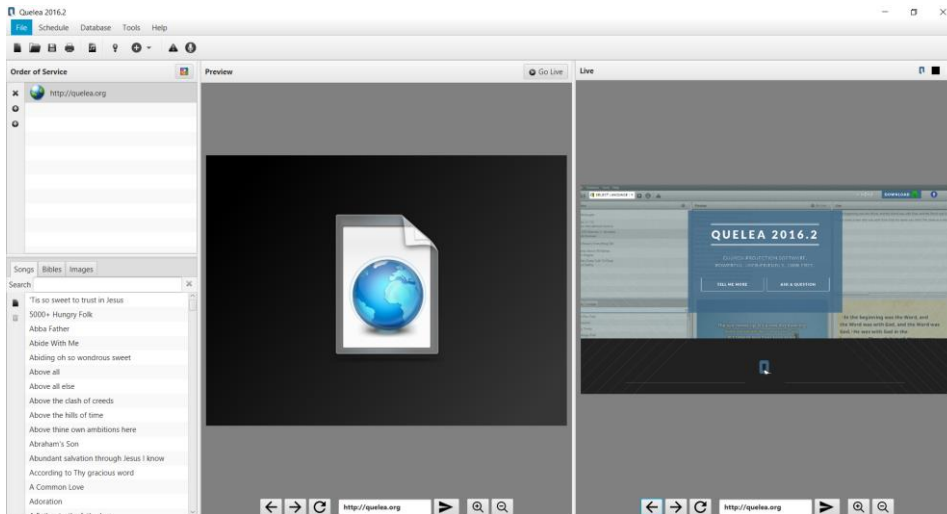 Quelea 2016.2
File Schedule Database Tools Help
Order of Service
http://quelea.org
Songs Bibles Images
Search
'Tis so sweet to trust in Jesus
5000+ Hungry Folk
Abba Father
Abide With Me
Abiding oh so wondrous sweet
Above all
Above all else
Above the clash of creeds
Above the hills of time
Above thine own ambitions here
Abraham's Son
Abundant salvation through Jesus I know
According to Thy gracious word
A Common Love
Adoration
Preview Go Live
http://quelea.org
Live
SELECT LANGUAGE
DOWNLOAD
QUELEA 2016.2
CHURCH PROJECTION SOFTWARE.
TELL ME MORE ASK A QUESTION
In the beginning was the Word, and
the Word was with God, and the Word was
God. He was with God in the
http://quelea.org